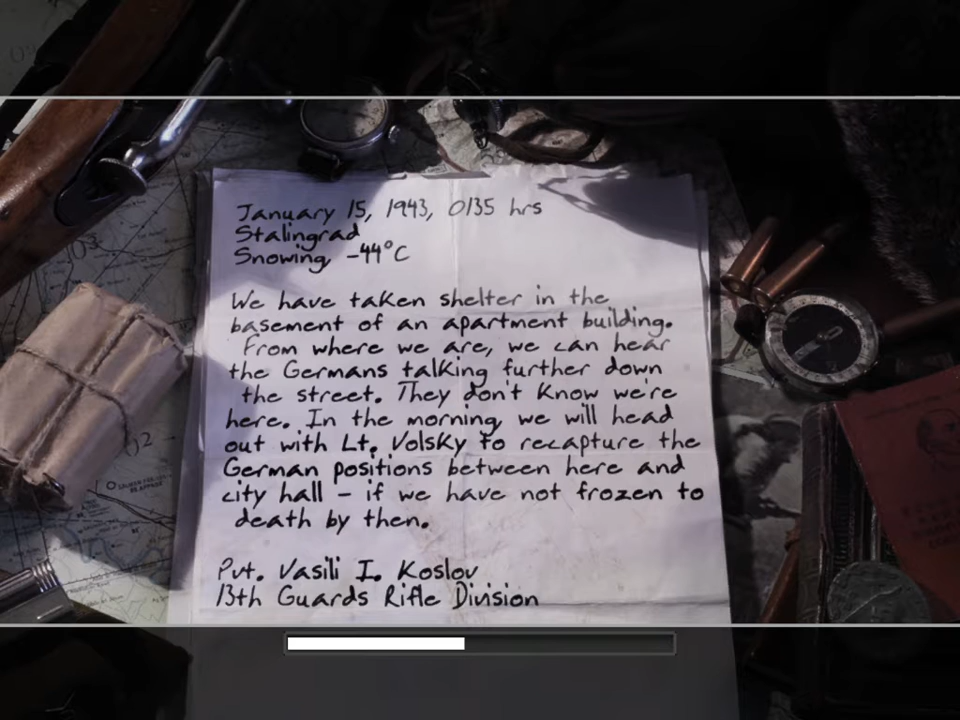 January 15, 1943, 0135 hrs
Stalingrad
Snowing, -44°C
We have taken shelter in the
basement of an apartment building.
From where we are, we can hear
the Germans talking further down
the street. They don't know we're
here. In the morning, we will head
out with Lt. Volsky to recapture the
German positions between here and
city hall - if we have not frozen to
death by then.
Pvt. Vasili I. Koslov
13th Guards Rifle Division